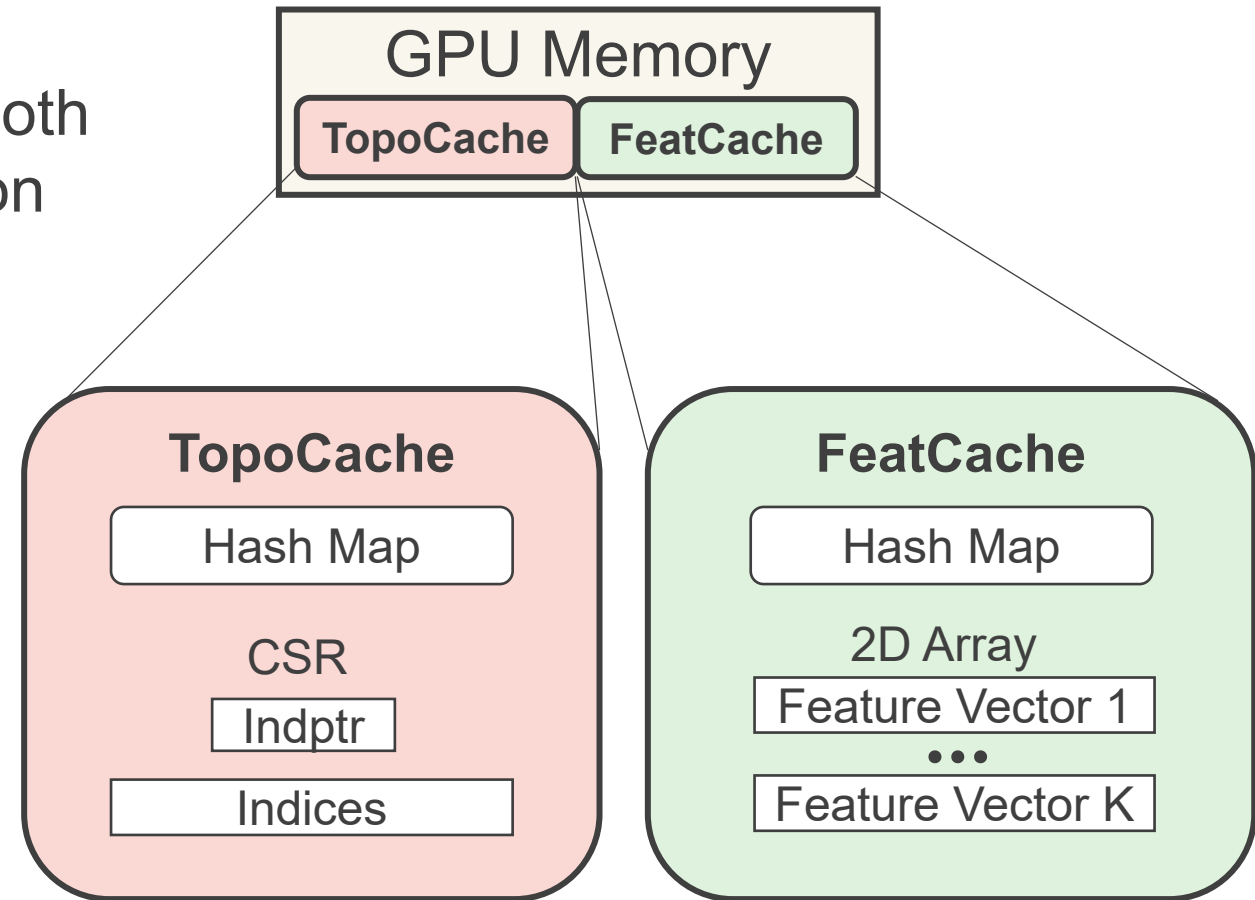 oth
on
GPU Memory
TopoCache FeatCache
TopoCache
Hash Map
CSR
Indptr
Indices
FeatCache
Hash Map
2D Array
Feature Vector 1
•••
Feature Vector K